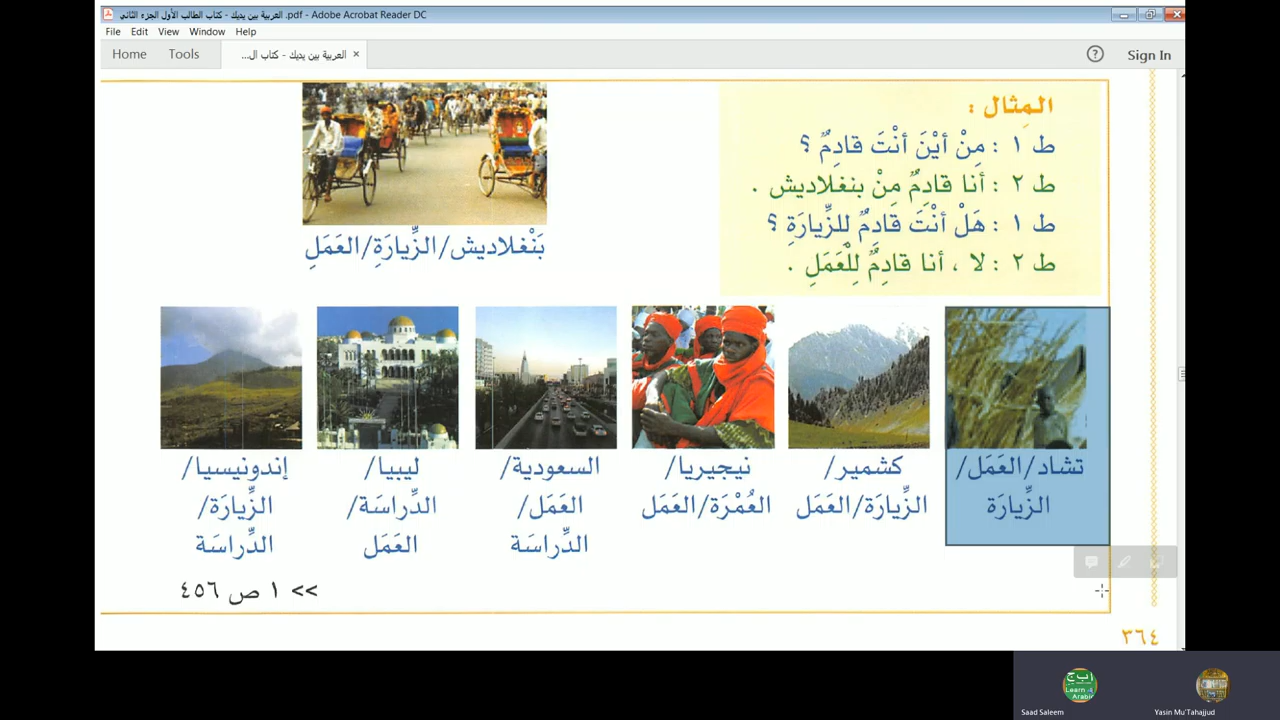 العربية بين يديك - كتاب الطالب الأول الجزء الثاني .pdf - Adobe Acrobat Reader DC
File Edit View Window Help
Home Tools العربية بين يديك - كتاب ال... × ? Sign In
المِثال :
ط ١ : مِنْ أيْنَ أنْتَ قادِمٌ ؟
ط ٢ : أنا قادِمٌ مِنْ بنغلاديش .
ط ١ : هَلْ أنْتَ قادِمٌ للزِّيارَةِ ؟
ط ٢ : لا ، أنا قادِمٌ لِلْعَمَلِ .
بَنْغلاديش/الزِّيارَةِ/العَمَلِ
تشاد/العَمَل/
الزِّيارَة
كشمير/
الزِّيارَة/العَمَل
نيجيريا/
العُمْرَة/العَمَل
السعودية/
العَمَل/
الدِّراسَة
ليبيا/
الدِّراسَة/
العَمَل
إندونيسيا/
الزِّيارَة/
الدِّراسَة
>> ١ ص ٤٥٦
٣٦٤
أ ب ج
Learn
Arabic
Saad Saleem
Yasin Mu'Tahajjud